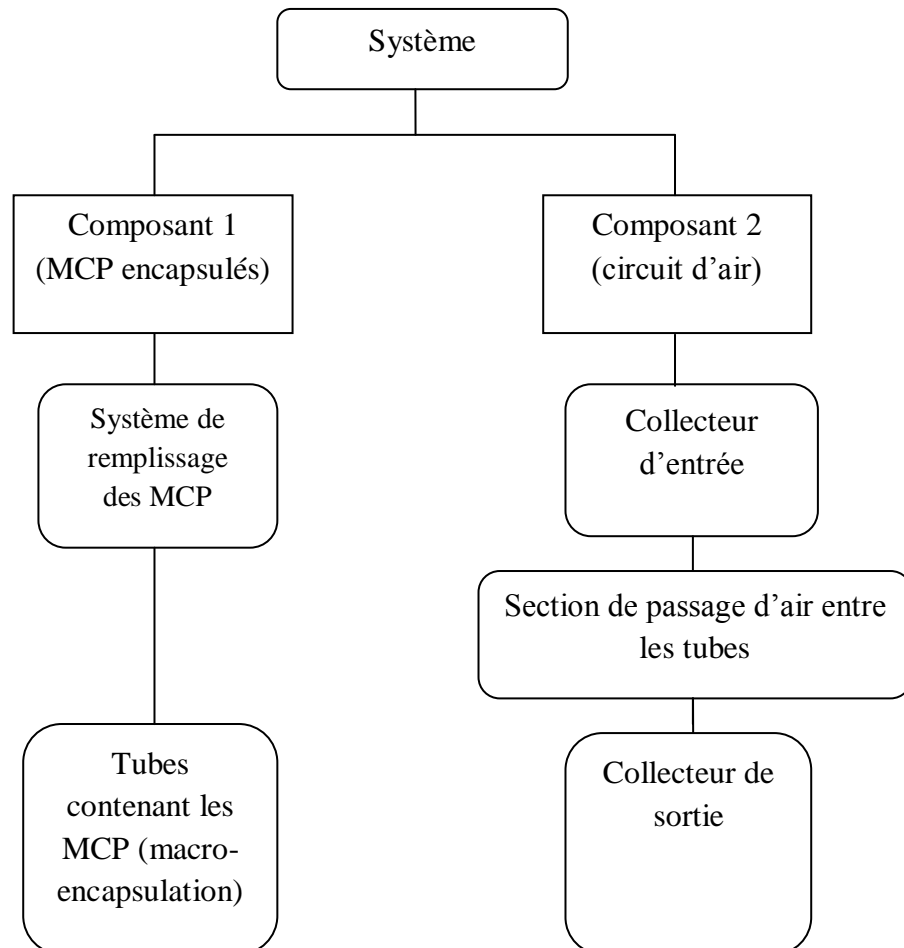 Système
Composant 1
(MCP encapsulés)
Composant 2
(circuit d’air)
Système de
remplissage
des MCP
Collecteur
d’entrée
Section de passage d’air entre
les tubes
Tubes
contenant les
MCP (macro-
encapsulation)
Collecteur de
sortie